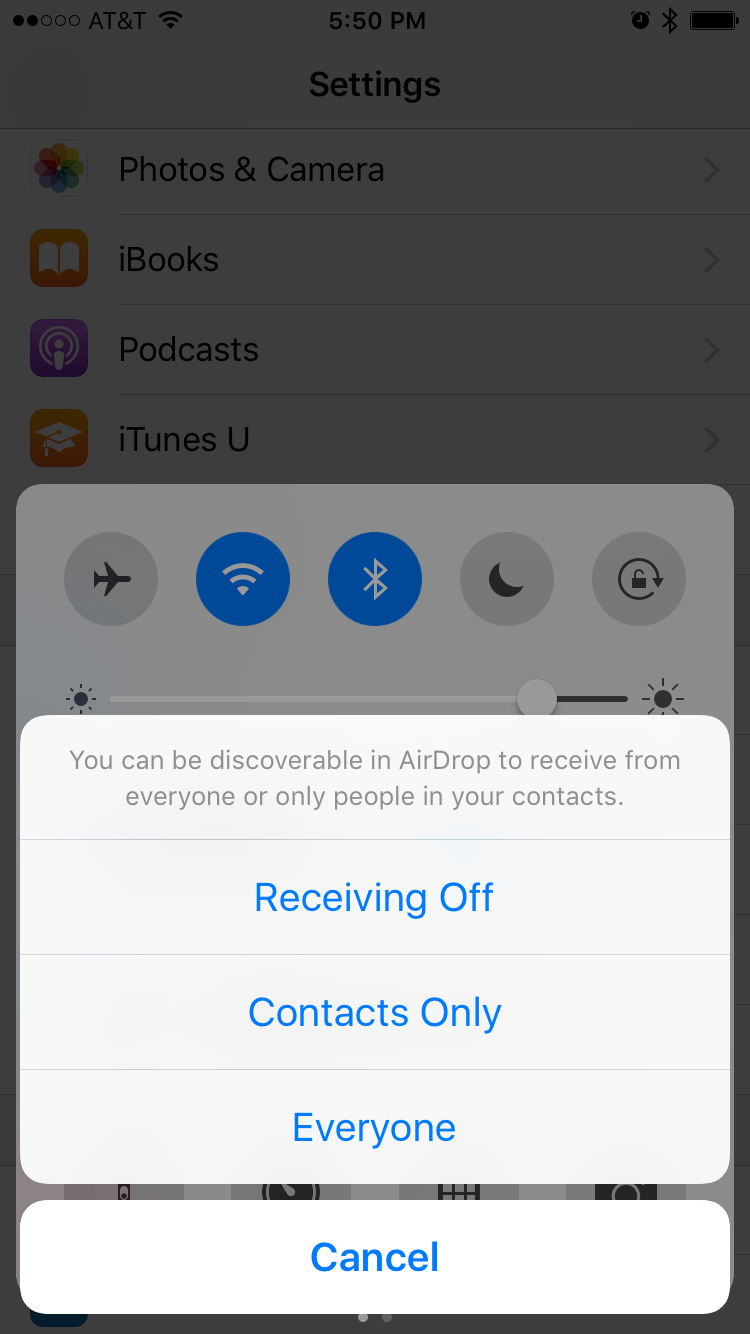 AT&T 5:50 PM
Settings
Photos & Camera
iBooks
Podcasts
iTunes U
You can be discoverable in AirDrop to receive from
everyone or only people in your contacts.
Receiving Off
Contacts Only
Everyone
Cancel